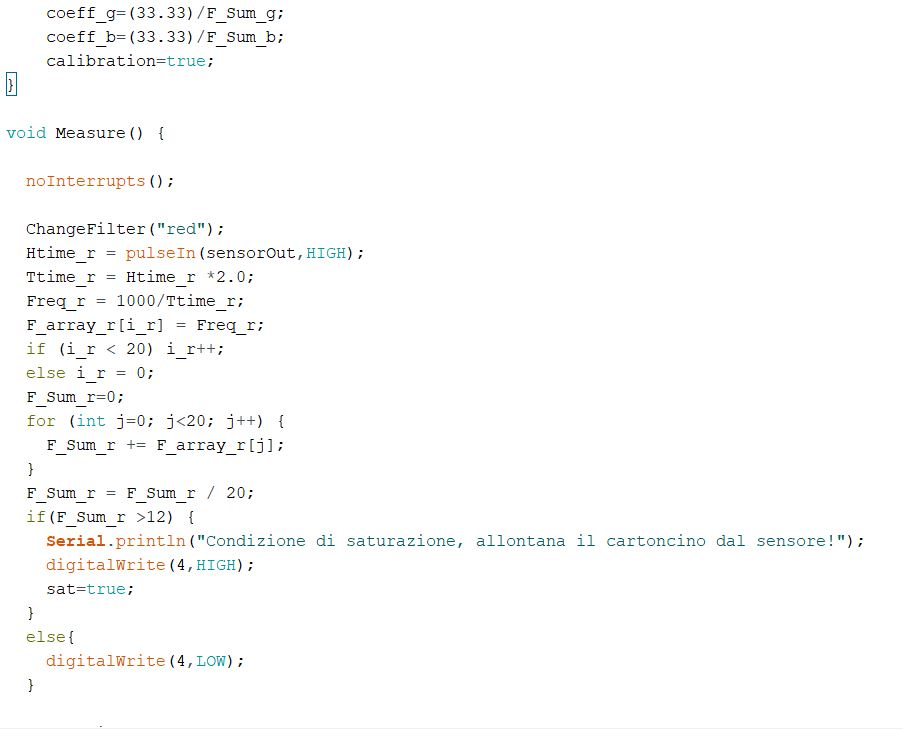 coeff_g=(33.33)/F_Sum_g;
coeff_b=(33.33)/F_Sum_b;
calibration=true;
}
void Measure() {
noInterrupts();
ChangeFilter("red");
Htime_r = pulseIn(sensorOut,HIGH);
Ttime_r = Htime_r *2.0;
Freq_r = 1000/Ttime_r;
F_array_r[i_r] = Freq_r;
if (i_r < 20) i_r++;
else i_r = 0;
F_Sum_r=0;
for (int j=0; j<20; j++) {
F_Sum_r += F_array_r[j];
}
F_Sum_r = F_Sum_r / 20;
if(F_Sum_r >12) {
Serial.println("Condizione di saturazione, allontana il cartoncino dal sensore!");
digitalWrite(4,HIGH);
sat=true;
}
else{
digitalWrite(4,LOW);
}